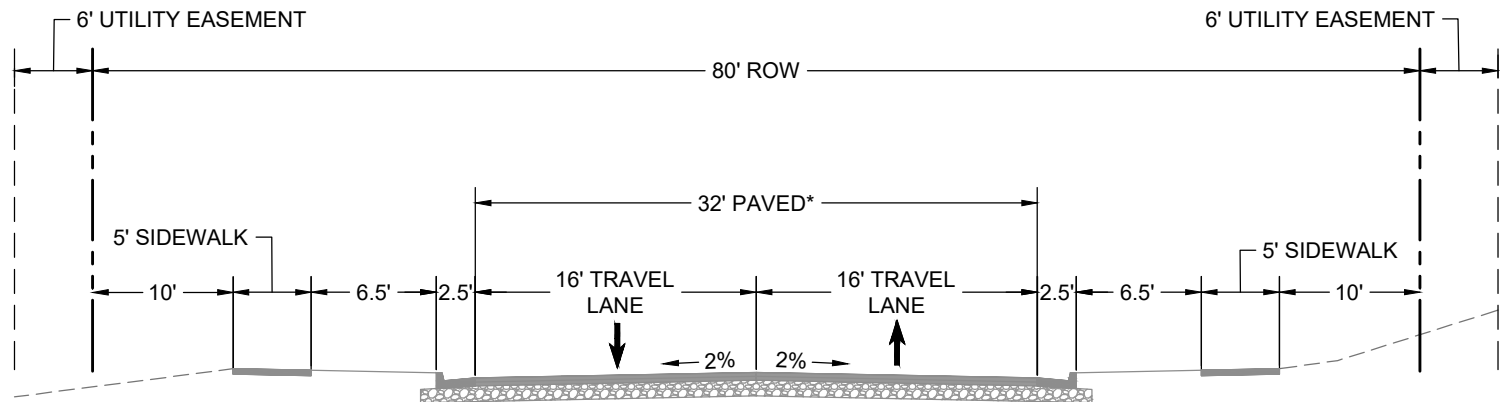 6' UTILITY EASEMENT
6' UTILITY EASEMENT
80' ROW
32' PAVED*
5' SIDEWALK
5' SIDEWALK
10'
6.5'
2.5'
16' TRAVEL
LANE
16' TRAVEL
LANE
2.5'
6.5'
10'
2%
2%